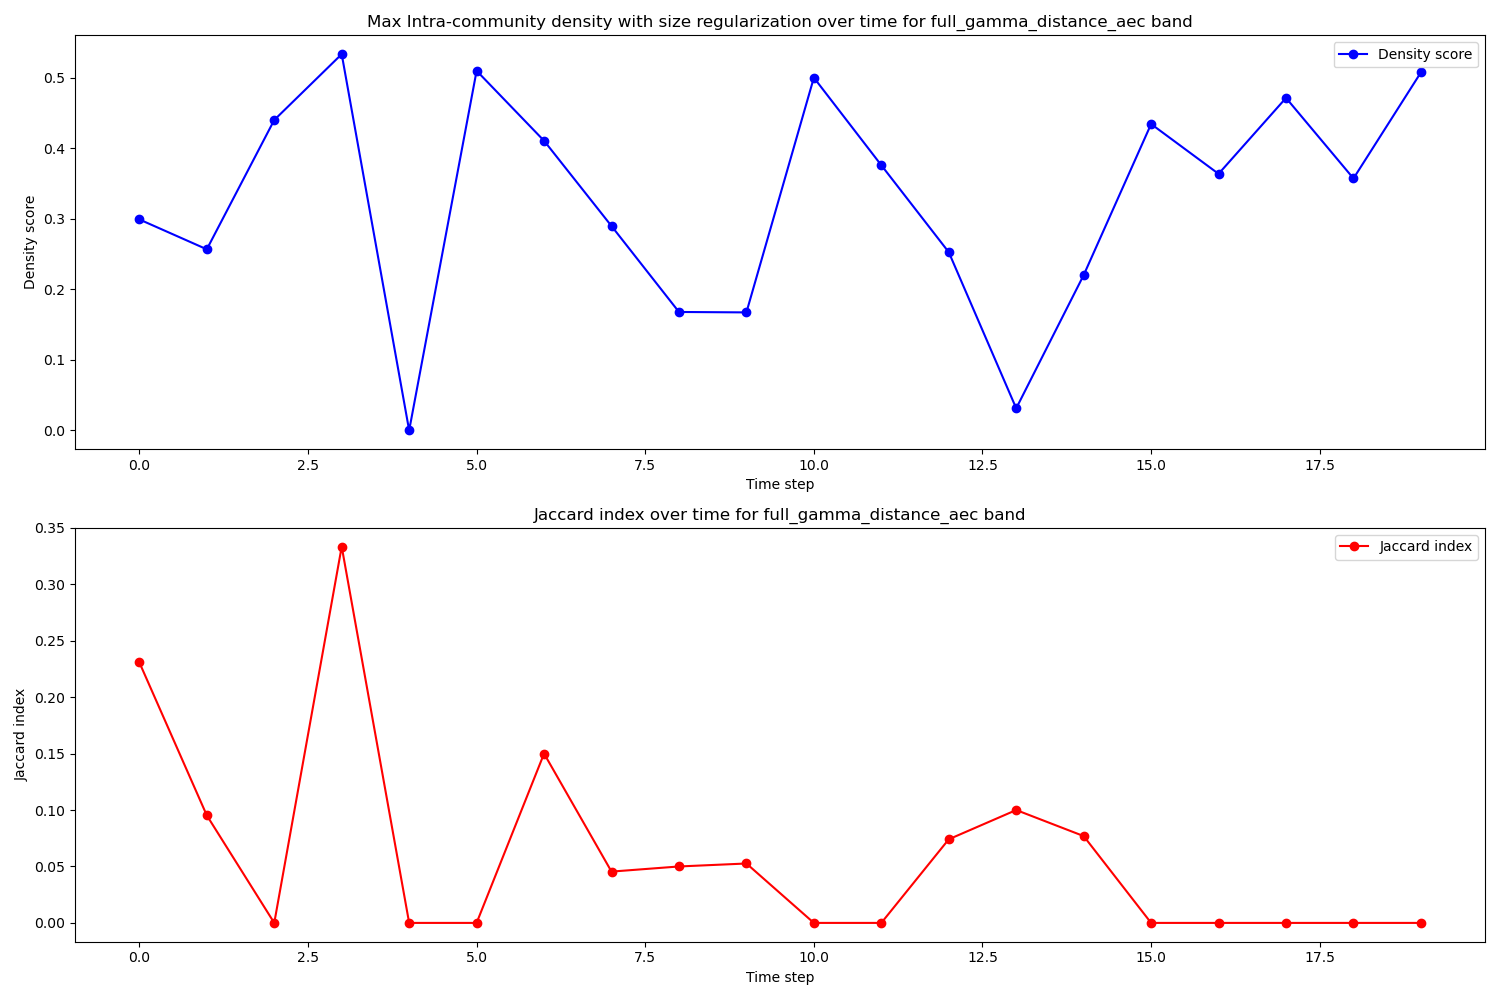 Max Intra-community density with size regularization over time for full_gamma_distance_aec band
Density score
0.5
0.4
0.3
0.2
0.1
0.0
Density score
0.0 2.5 5.0 7.5 10.0 12.5 15.0 17.5
Time step
Jaccard index over time for full_gamma_distance_aec band
Jaccard index
0.35
0.30
0.25
0.20
0.15
0.10
0.05
0.00
Jaccard index
0.0 2.5 5.0 7.5 10.0 12.5 15.0 17.5
Time step